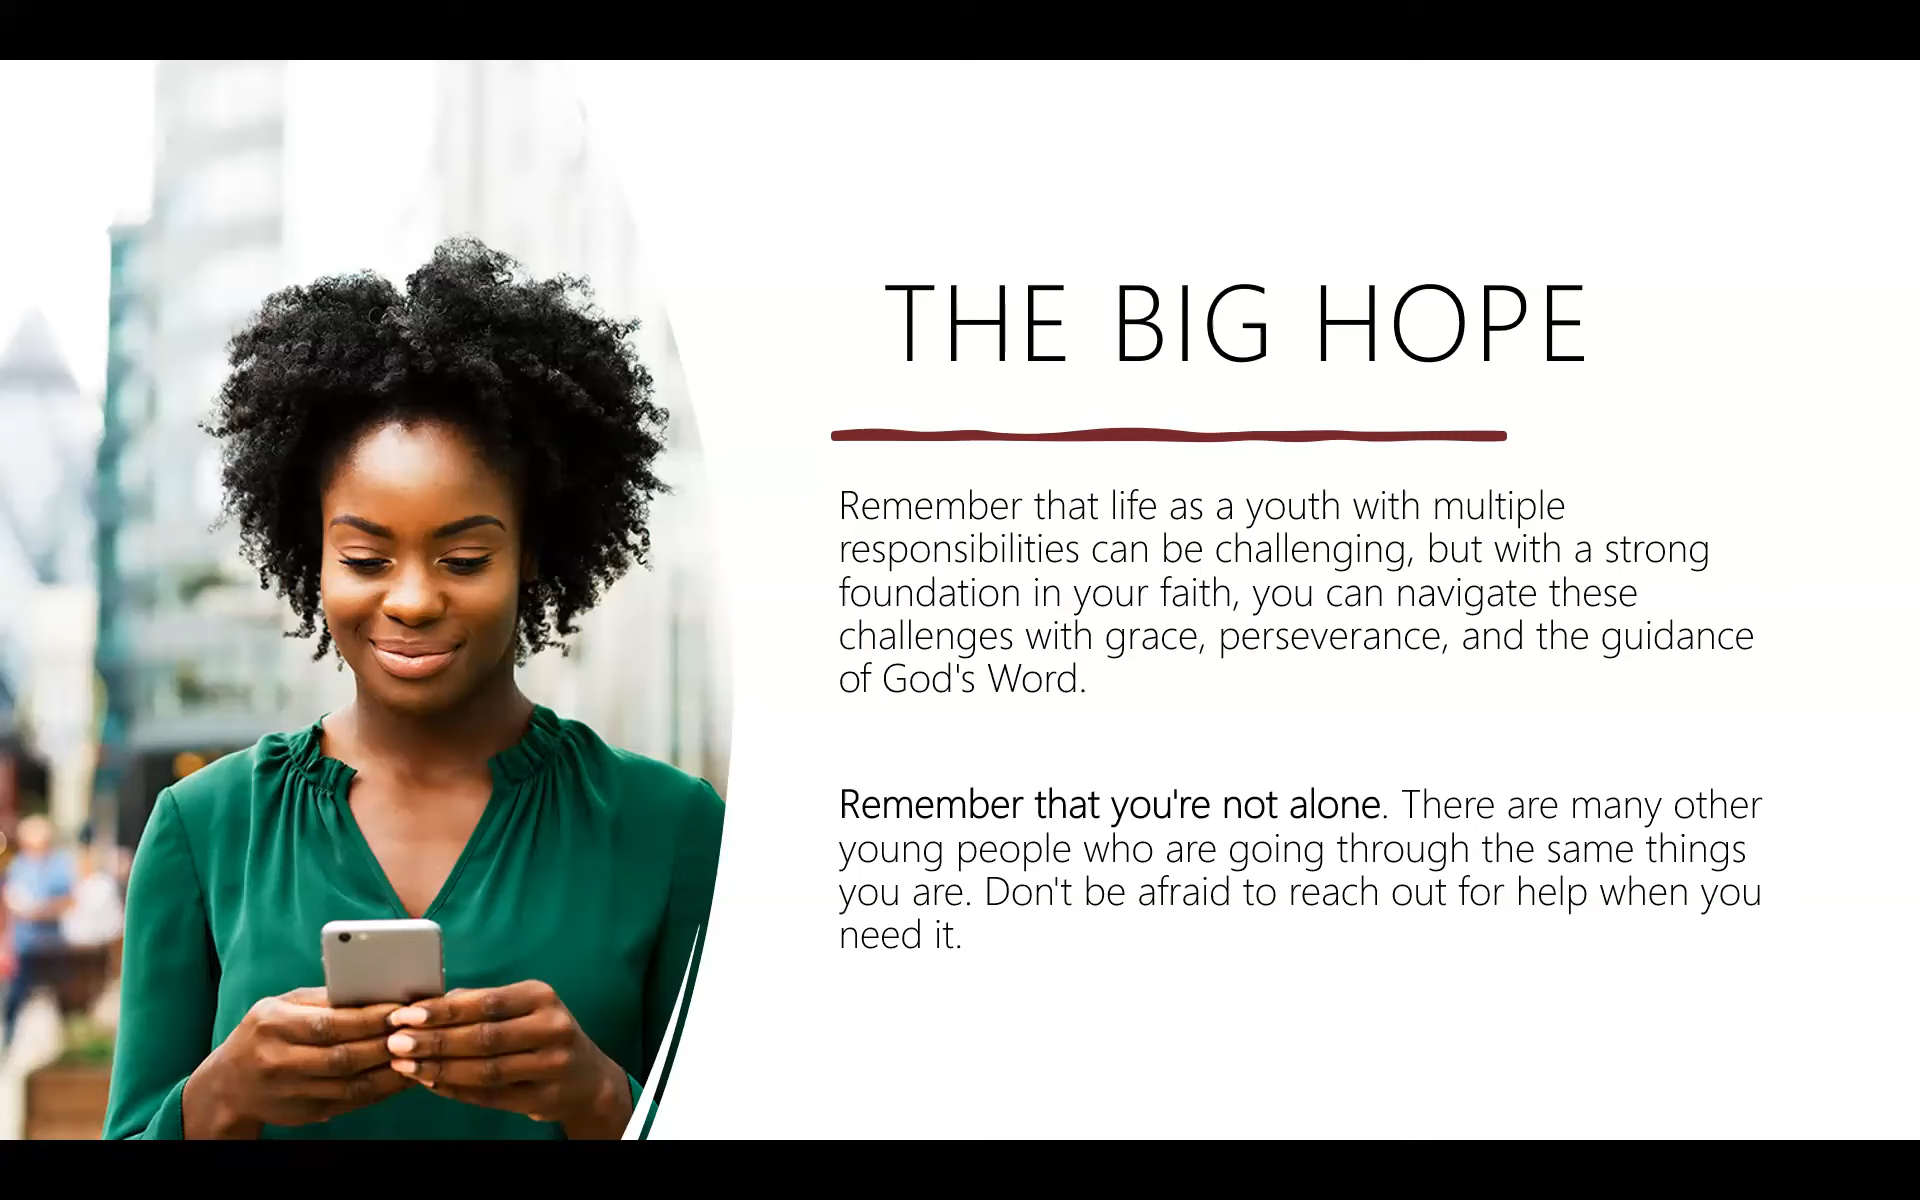 THE BIG HOPE
Remember that life as a youth with multiple
responsibilities can be challenging, but with a strong
foundation in your faith, you can navigate these
challenges with grace, perseverance, and the guidance
of God's Word.
Remember that you're not alone. There are many other
young people who are going through the same things
you are. Don't be afraid to reach out for help when you
need it.